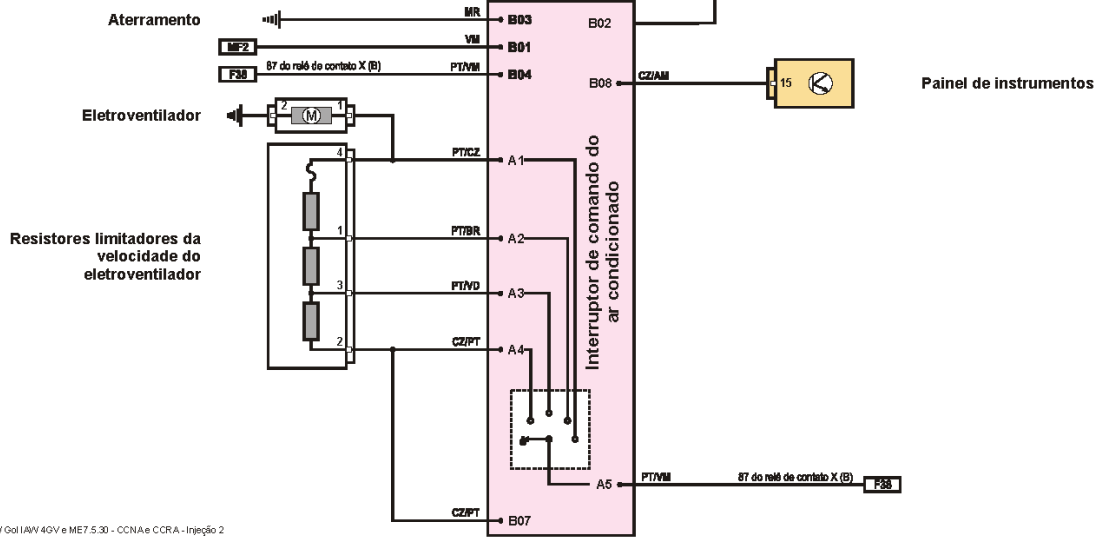 MR
Aterramento
B03
B02
VM
MF2
B01
87 do relé de contato X (B)
PT/VM
F38
B04
CZ/AM
B08
15
Painel de instrumentos
2
M
1
Eletroventilador
4
PT/CZ
A1
Interruptor de comando do
ar condicionado
1
PT/BR
A2
Resistores limitadores da
velocidade do
eletroventilador
3
PT/VD
A3
2
CZ/PT
A4
PT/VM
87 do relé de contato X (B)
F38
A5
CZ/PT
B07
Gol IAW 4GV e ME7.5.30 - CCNA e CCRA - Injeção 2